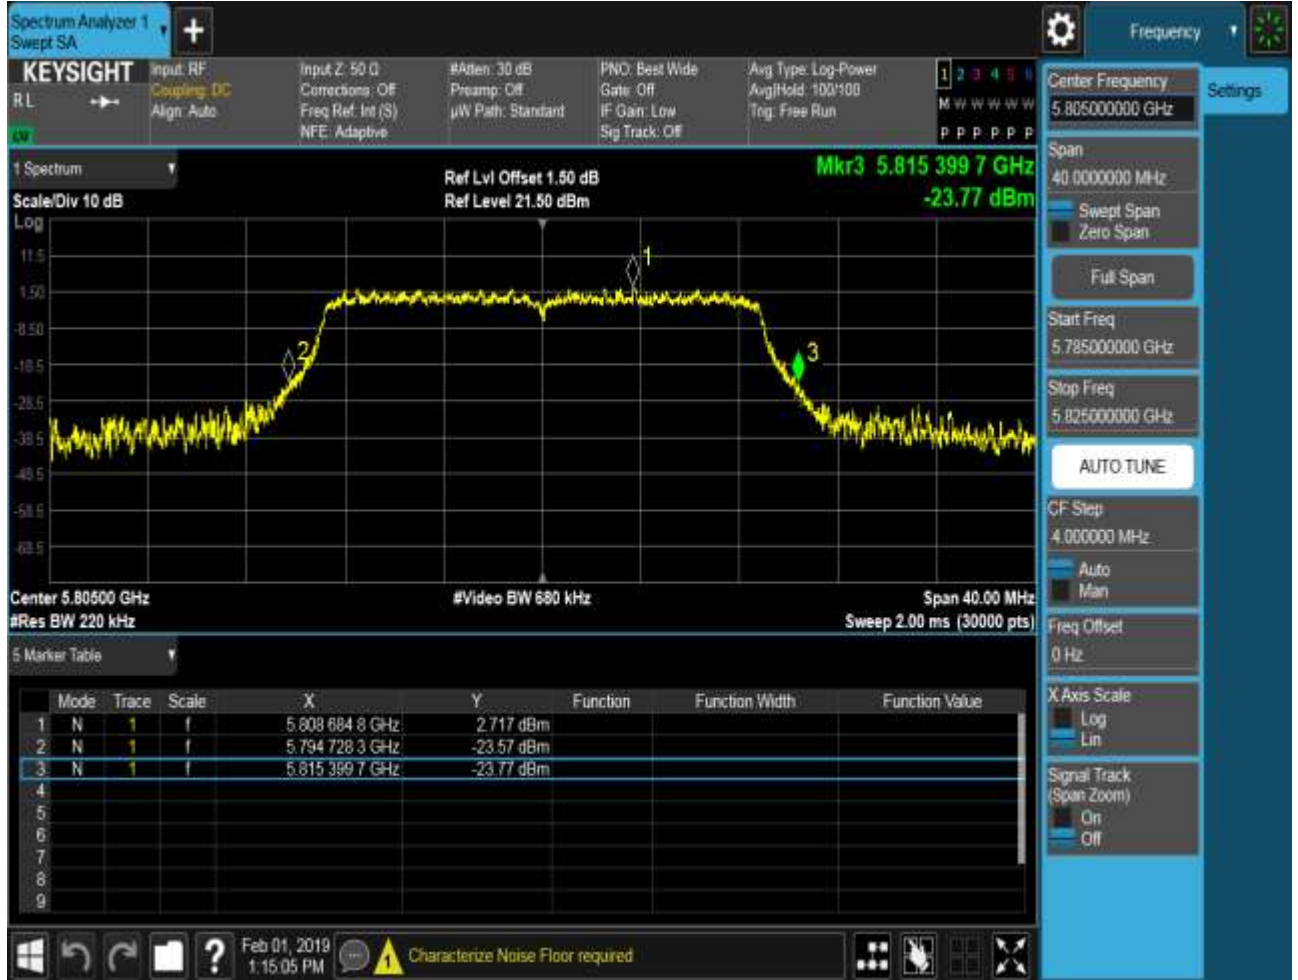 Spectrum Analyzer 1
Swept SA
+
Frequency
KEYSIGHT
R L
Input: RF
Coupling: DC
Align: Auto
Input Z: 50 Ω
Corrections: Off
Freq Ref: Int (S)
NFE: Adaptive
#Atten: 30 dB
Preamp: Off
µW Path: Standard
PNO: Best Wide
Gate: Off
IF Gain: Low
Sig Track: Off
Avg Type: Log-Power
Avg|Hold: 100/100
Trig: Free Run
1 2 3 4 5 6
M W W W W W
P P P P P P
1 Spectrum
Scale/Div 10 dB
Ref Lvl Offset 1.50 dB
Ref Level 21.50 dBm
Mkr3 5.815 399 7 GHz
-23.77 dBm
Log
11.5
1.50
-8.50
-18.5
-28.5
-38.5
-48.5
-58.5
-68.5
1
2
3
Center 5.80500 GHz
#Res BW 220 kHz
#Video BW 680 kHz
Span 40.00 MHz
Sweep 2.00 ms (30000 pts)
5 Marker Table
Mode Trace Scale X Y Function Function Width Function Value
1 N 1 f 5.808 684 8 GHz 2.717 dBm
2 N 1 f 5.794 728 3 GHz -23.57 dBm
3 N 1 f 5.815 399 7 GHz -23.77 dBm
4
5
6
7
8
9
Center Frequency
5.805000000 GHz
Settings
Span
40.0000000 MHz
Swept Span
Zero Span
Full Span
Start Freq
5.785000000 GHz
Stop Freq
5.825000000 GHz
AUTO TUNE
CF Step
4.000000 MHz
Auto
Man
Freq Offset
0 Hz
X Axis Scale
Log
Lin
Signal Track
(Span Zoom)
On
Off
?
Feb 01, 2019
1:15:05 PM
1
Characterize Noise Floor required